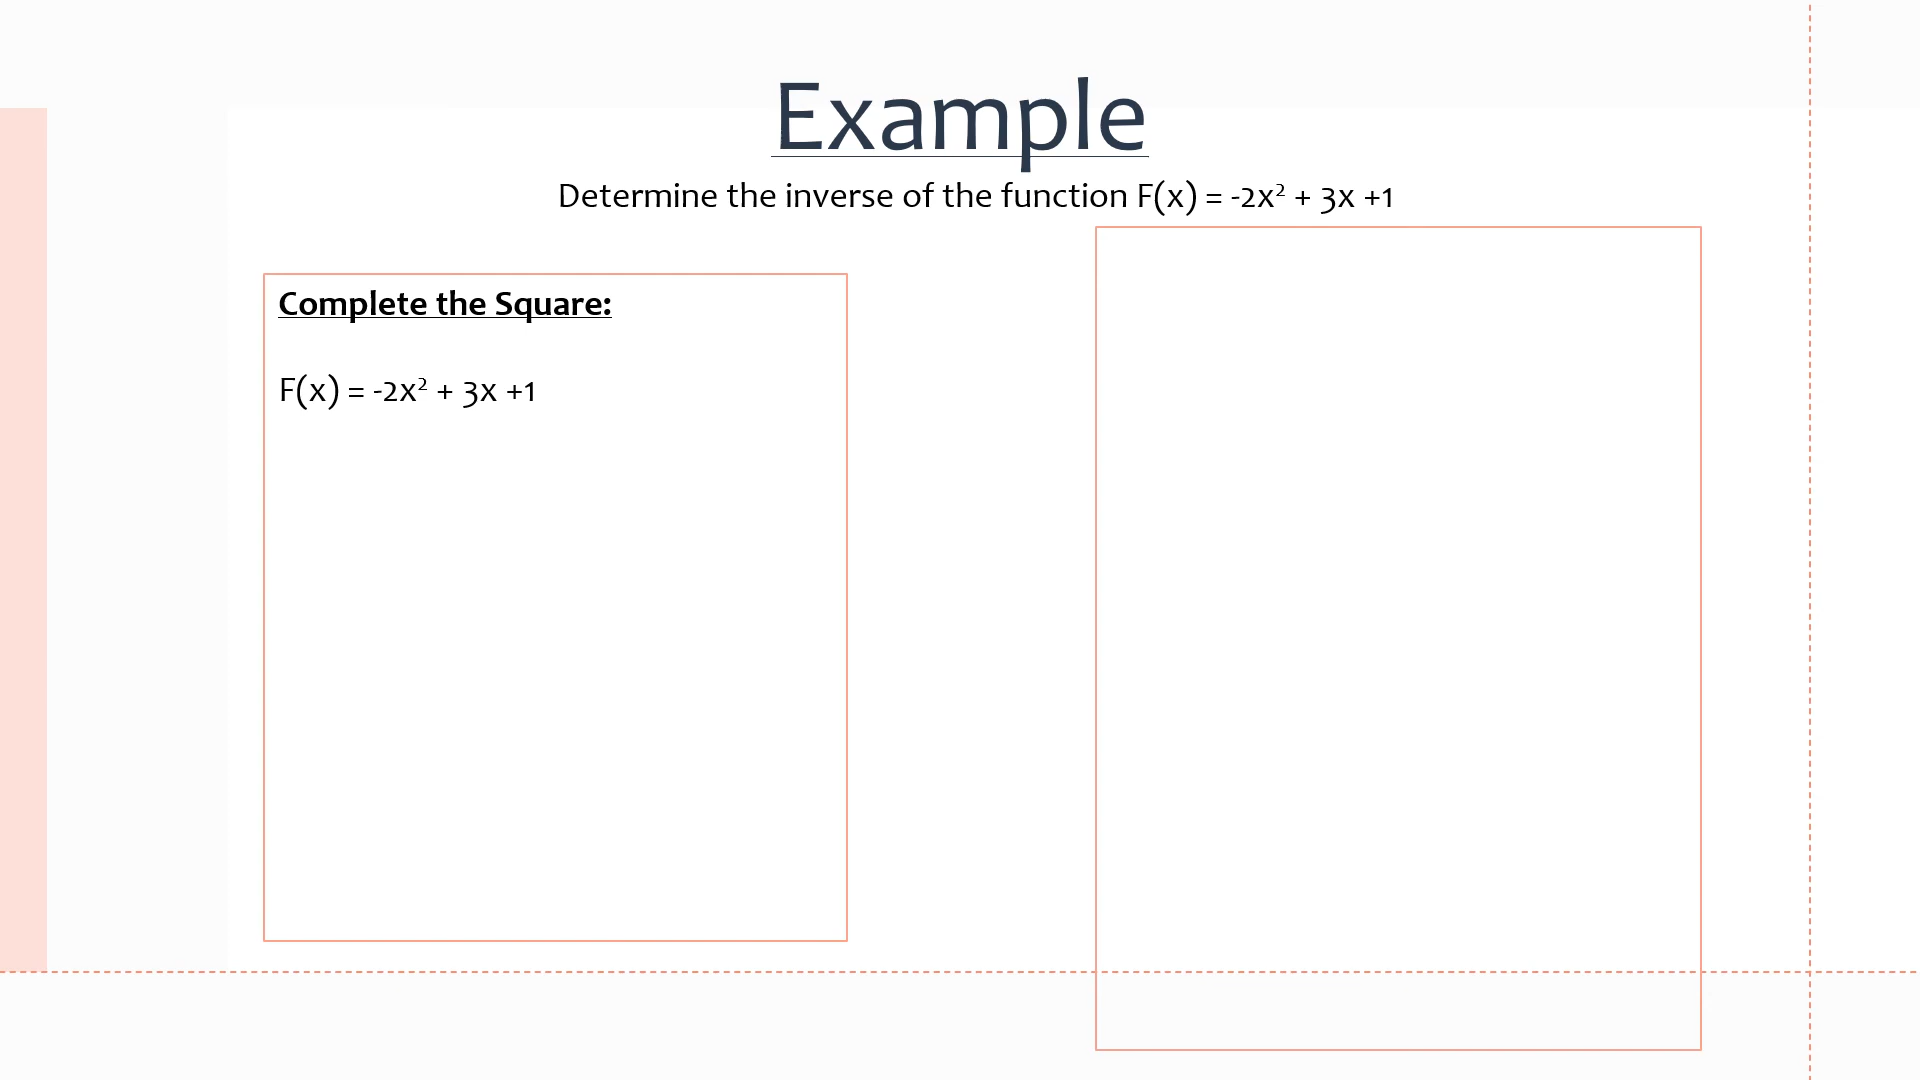 Example
Determine the inverse of the function F(x) = -2x² + 3x +1
Complete the Square:
F(x) = -2x² + 3x +1